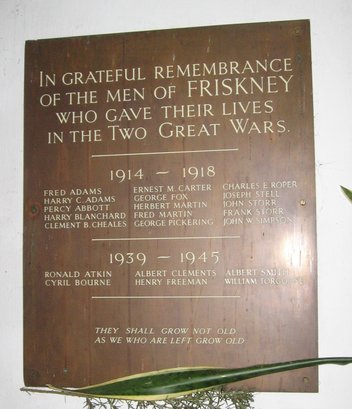 IN GRATEFUL REMEMBRANCE
OF THE MEN OF FRISKNEY
WHO GAVE THEIR LIVES
IN THE TWO GREAT WARS.
1914 ~ 1918
FRED ADAMS
HARRY C. ADAMS
PERCY ABBOTT
HARRY BLANCHARD
CLEMENT B. CHEALES
ERNEST M. CARTER
GEORGE FOX
HERBERT MARTIN
FRED MARTIN
GEORGE PICKERING
CHARLES E. ROPER
JOSEPH STELL
JOHN STORR
FRANK STORR
JOHN W. SIMPSON
1939 ~ 1945
RONALD ATKIN
CYRIL BOURNE
ALBERT CLEMENTS
HENRY FREEMAN
ALBERT SMITH
WILLIAM
THEY SHALL GROW NOT OLD
AS WE WHO ARE LEFT GROW OLD